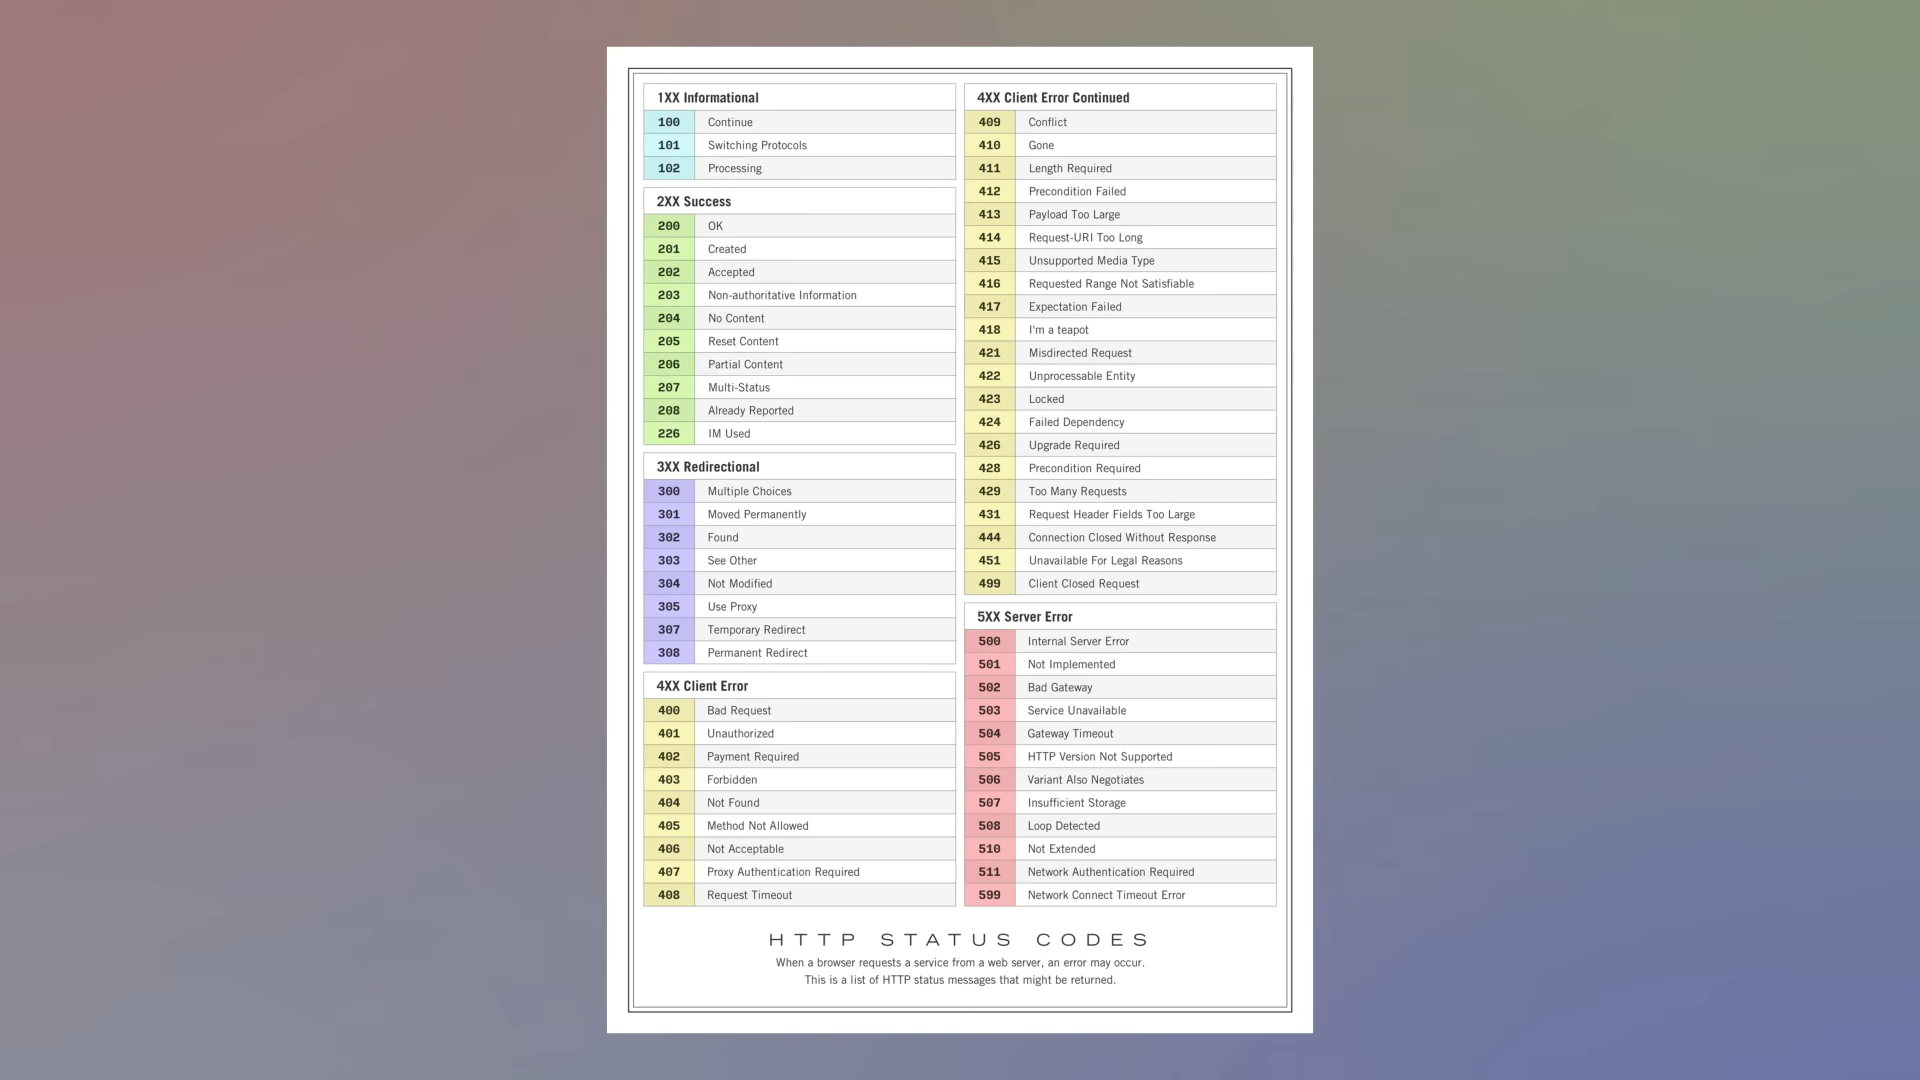 1XX Informational
100 Continue
101 Switching Protocols
102 Processing
2XX Success
200 OK
201 Created
202 Accepted
203 Non-authoritative Information
204 No Content
205 Reset Content
206 Partial Content
207 Multi-Status
208 Already Reported
226 IM Used
3XX Redirectional
300 Multiple Choices
301 Moved Permanently
302 Found
303 See Other
304 Not Modified
305 Use Proxy
307 Temporary Redirect
308 Permanent Redirect
4XX Client Error
400 Bad Request
401 Unauthorized
402 Payment Required
403 Forbidden
404 Not Found
405 Method Not Allowed
406 Not Acceptable
407 Proxy Authentication Required
408 Request Timeout
4XX Client Error Continued
409 Conflict
410 Gone
411 Length Required
412 Precondition Failed
413 Payload Too Large
414 Request-URI Too Long
415 Unsupported Media Type
416 Requested Range Not Satisfiable
417 Expectation Failed
418 I'm a teapot
421 Misdirected Request
422 Unprocessable Entity
423 Locked
424 Failed Dependency
426 Upgrade Required
428 Precondition Required
429 Too Many Requests
431 Request Header Fields Too Large
444 Connection Closed Without Response
451 Unavailable For Legal Reasons
499 Client Closed Request
5XX Server Error
500 Internal Server Error
501 Not Implemented
502 Bad Gateway
503 Service Unavailable
504 Gateway Timeout
505 HTTP Version Not Supported
506 Variant Also Negotiates
507 Insufficient Storage
508 Loop Detected
510 Not Extended
511 Network Authentication Required
599 Network Connect Timeout Error
HTTP STATUS CODES
When a browser requests a service from a web server, an error may occur.
This is a list of HTTP status messages that might be returned.